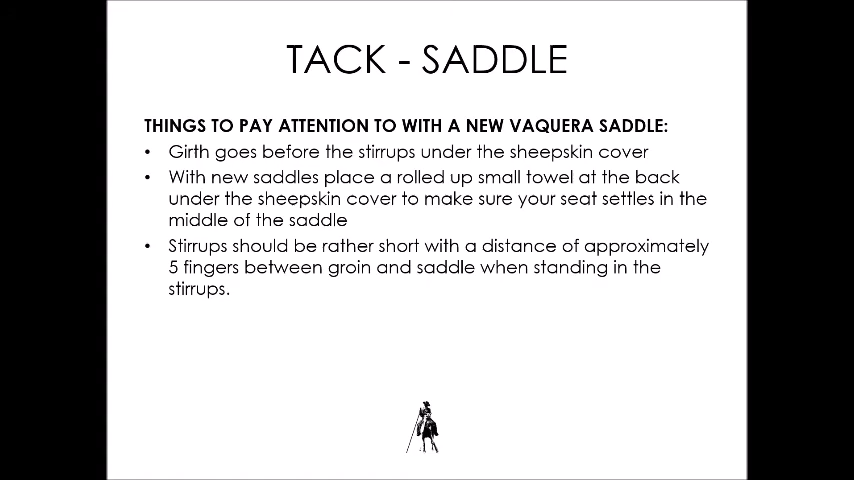 TACK - SADDLE
THINGS TO PAY ATTENTION TO WITH A NEW VAQUERA SADDLE:
• Girth goes before the stirrups under the sheepskin cover
• With new saddles place a rolled up small towel at the back
under the sheepskin cover to make sure your seat settles in the
middle of the saddle
• Stirrups should be rather short with a distance of approximately
5 fingers between groin and saddle when standing in the
stirrups.